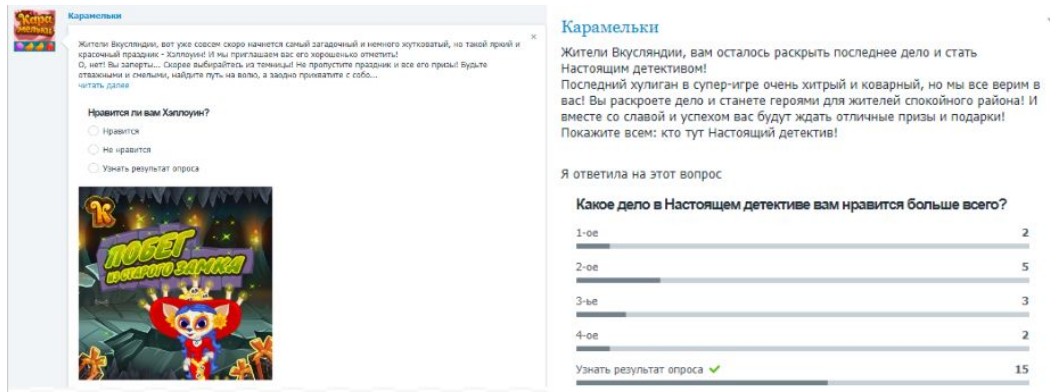 Карамельки
Карамельки
Жители Вкусляндии, вот уже совсем скоро начнется самый загадочный и немного жутковатый, но такой яркий и
красочный праздник - Хэллоуин! И мы приглашаем вас его хорошенько отметить!
О, нет! Вы заперты... Скорее выбирайтесь из темницы! Не пропустите праздник и все его призы! Будьте
отважными и смелыми, найдите путь на волю, а заодно прихватите с собо...
читать далее
Нравится ли вам Хэллоуин?
Нравится
Не нравится
Узнать результат опроса
К
ПОБЕГ
ИЗ СТАРОГО ЗАМКА
Карамельки
Жители Вкусляндии, вам осталось раскрыть последнее дело и стать
Настоящим детективом!
Последний хулиган в супер-игре очень хитрый и коварный, но мы все верим в
вас! Вы раскроете дело и станете героями для жителей спокойного района! И
вместе со славой и успехом вас будут ждать отличные призы и подарки!
Покажите всем: кто тут Настоящий детектив!
Я ответила на этот вопрос
Какое дело в Настоящем детективе вам нравится больше всего?
1-ое 2
2-ое 5
3-ье 3
4-ое 2
Узнать результат опроса 15